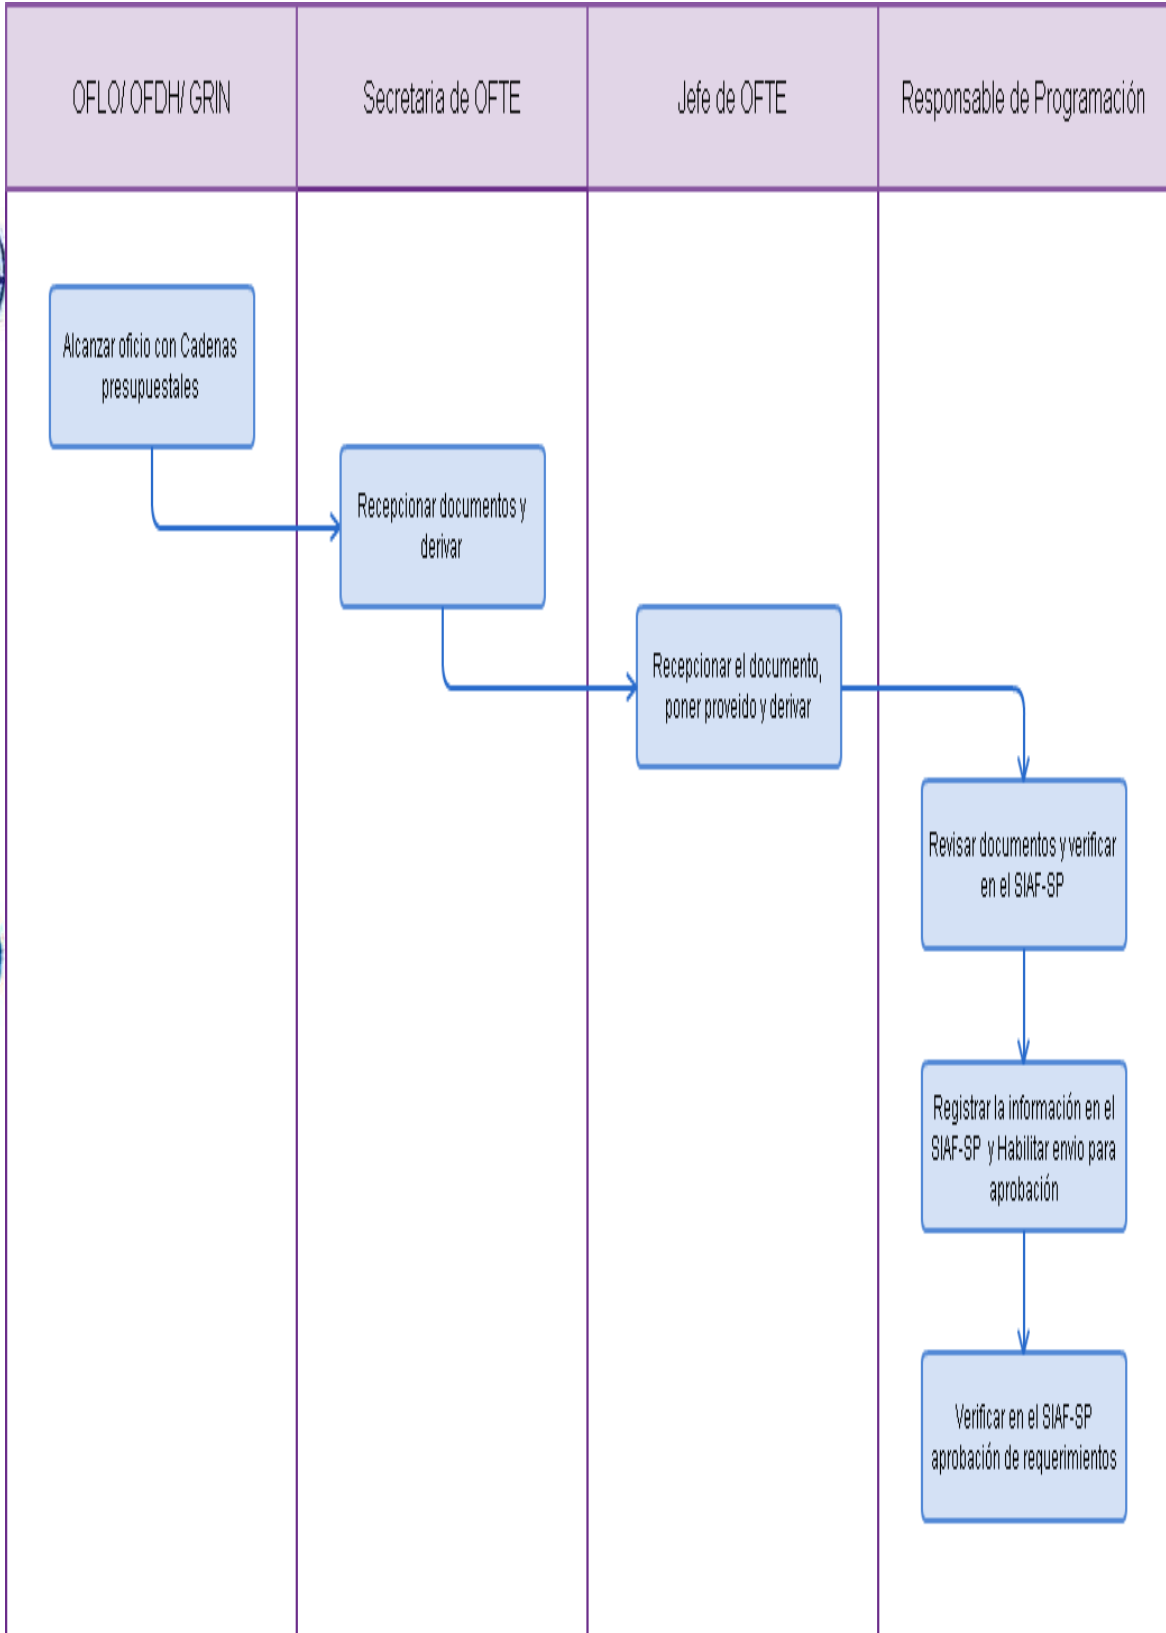 OFLO/ OFDH/ GRIN
Secretaria de OFTE
Jefe de OFTE
Responsable de Programación
Alcanzar oficio con Cadenas
presupuestales
Recepcionar documentos y
derivar
Recepcionar el documento,
poner proveido y derivar
Revisar documentos y verificar
en el SIAF-SP
Registrar la información en el
SIAF-SP y Habilitar envio para
aprobación
Verificar en el SIAF-SP
aprobación de requerimientos